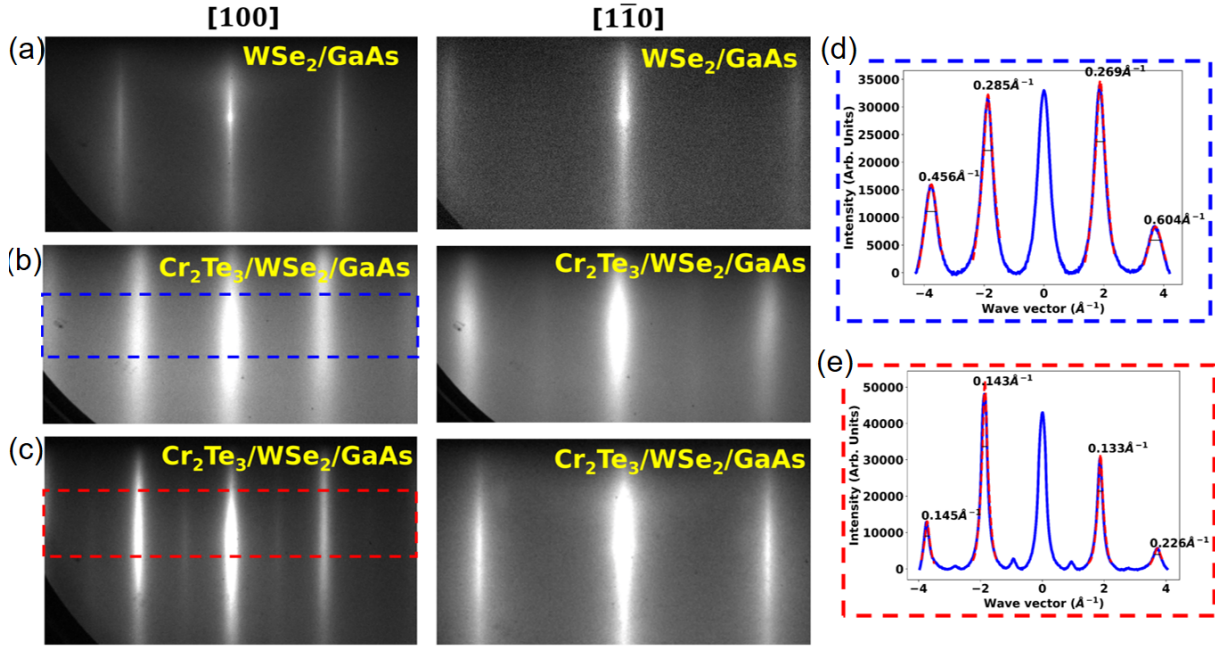 [100] [11̄0]
(a) WSe₂/GaAs WSe₂/GaAs
(b) Cr₂Te₃/WSe₂/GaAs Cr₂Te₃/WSe₂/GaAs
(c) Cr₂Te₃/WSe₂/GaAs Cr₂Te₃/WSe₂/GaAs
(d)
0.285Å⁻¹ 0.269Å⁻¹
0.456Å⁻¹ 0.604Å⁻¹
35000
30000
25000
20000
15000
10000
5000
0
Intensity (Arb. Units)
−4 −2 0 2 4
Wave vector (Å⁻¹)
(e)
0.143Å⁻¹
0.133Å⁻¹
0.145Å⁻¹ 0.226Å⁻¹
50000
40000
30000
20000
10000
0
Intensity (Arb. Units)
−4 −2 0 2 4
Wave vector (Å⁻¹)